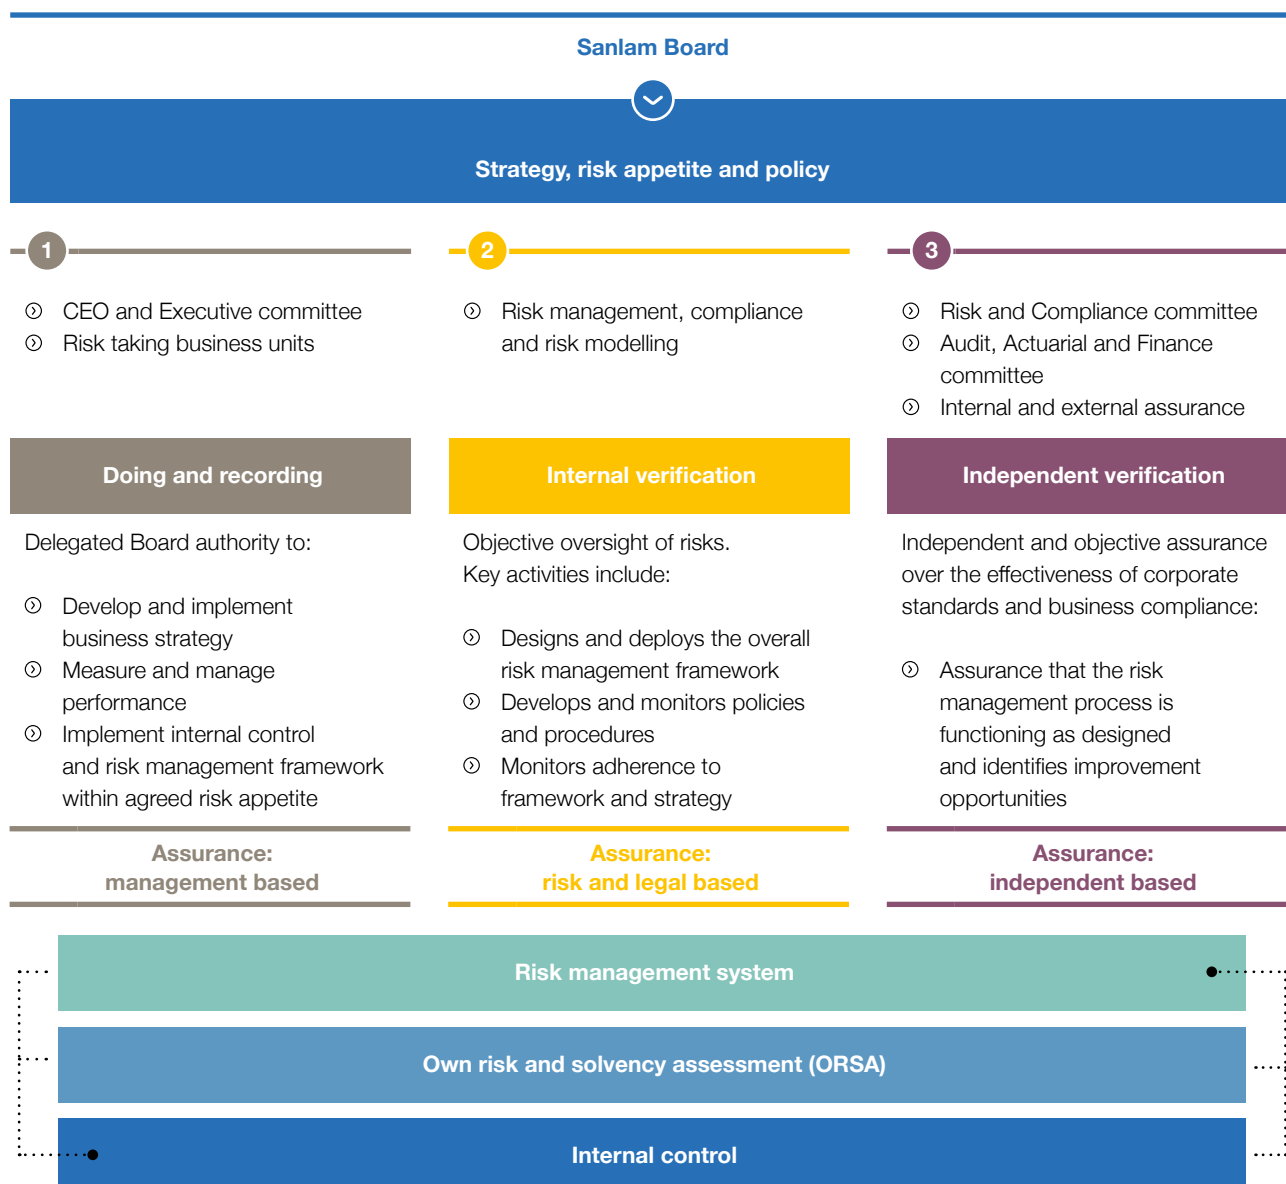 Sanlam Board
Strategy, risk appetite and policy
1
CEO and Executive committee
Risk taking business units
Doing and recording
Delegated Board authority to:
Develop and implement
business strategy
Measure and manage
performance
Implement internal control
and risk management framework
within agreed risk appetite
Assurance:
management based
2
Risk management, compliance
and risk modelling
Internal verification
Objective oversight of risks.
Key activities include:
Designs and deploys the overall
risk management framework
Develops and monitors policies
and procedures
Monitors adherence to
framework and strategy
Assurance:
risk and legal based
3
Risk and Compliance committee
Audit, Actuarial and Finance
committee
Internal and external assurance
Independent verification
Independent and objective assurance
over the effectiveness of corporate
standards and business compliance:
Assurance that the risk
management process is
functioning as designed
and identifies improvement
opportunities
Assurance:
independent based
Risk management system
Own risk and solvency assessment (ORSA)
Internal control